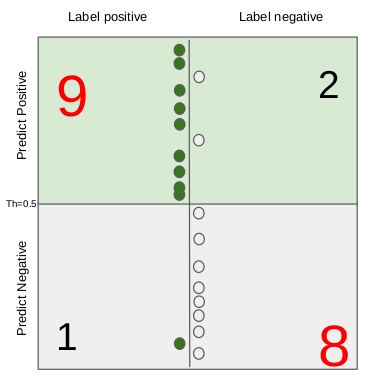 Label positive
Label negative
Predict Positive
9
2
Th=0.5
Predict Negative
1
8